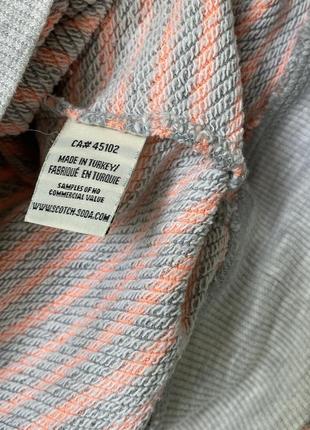 CA# 45102
MADE IN TURKEY/
FABRIQUÉ EN TURQUIE
SAMPLES OF NO
COMMERCIAL VALUE
WWW.SCOTCH-SODA.COM